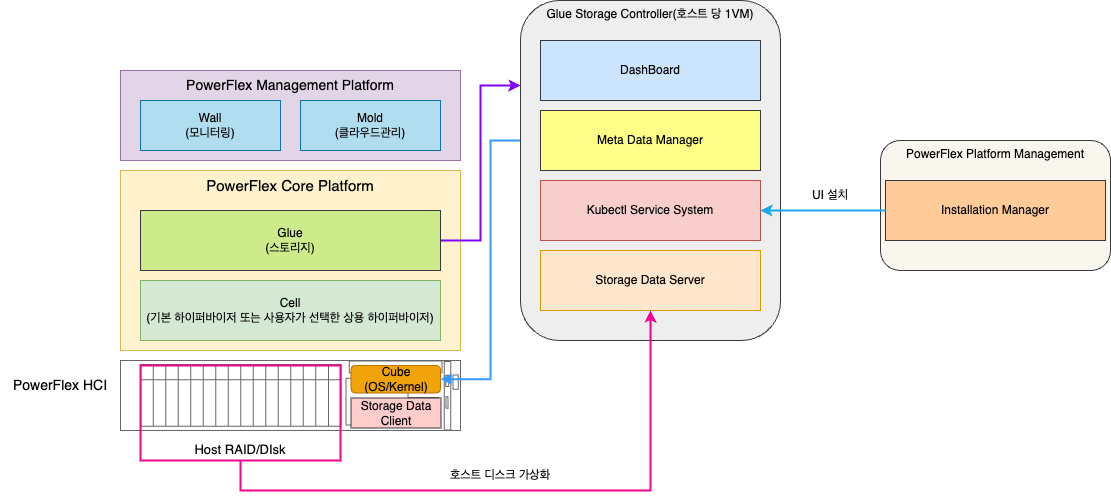 Glue Storage Controller(호스트 당 1VM)
DashBoard
Meta Data Manager
Kubectl Service System
Storage Data Server
PowerFlex Management Platform
Wall
(모니터링)
Mold
(클라우드관리)
PowerFlex Core Platform
Glue
(스토리지)
Cell
(기본 하이퍼바이저 또는 사용자가 선택한 상용 하이퍼바이저)
PowerFlex Platform Management
Installation Manager
UI 설치
PowerFlex HCI
Cube
(OS/Kernel)
Storage Data
Client
Host RAID/DIsk
호스트 디스크 가상화